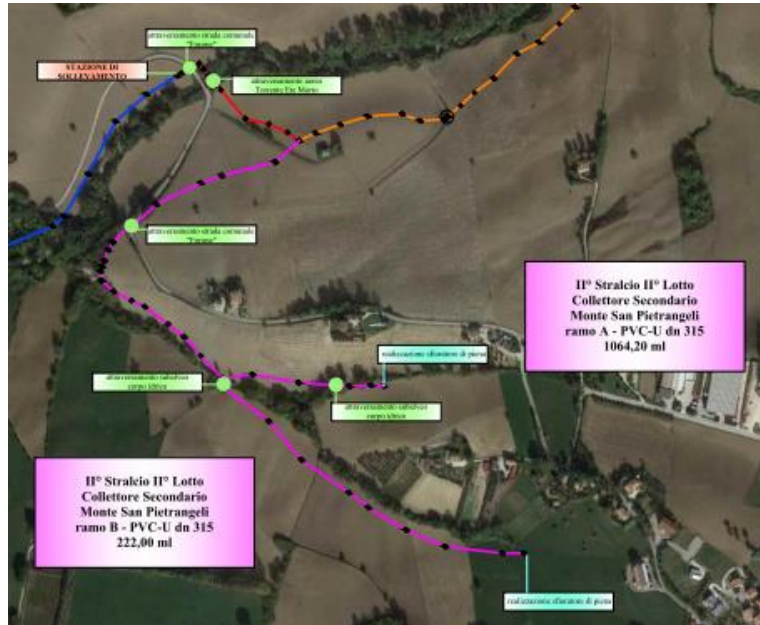 attraversamento strada comunale
STAZIONE DI
SOLLEVAMENTO
attraversamento aereo
Torrente Ete Morto
attraversamento strada comunale
II° Stralcio II° Lotto
Collettore Secondario
Monte San Pietrangeli
ramo A - PVC-U dn 315
1064,20 ml
realizzazione sfioratore di piena
attraversamento subalveo
corpo idrico
attraversamento subalveo
corpo idrico
II° Stralcio II° Lotto
Collettore Secondario
Monte San Pietrangeli
ramo B - PVC-U dn 315
222,00 ml
realizzazione sfioratore di piena